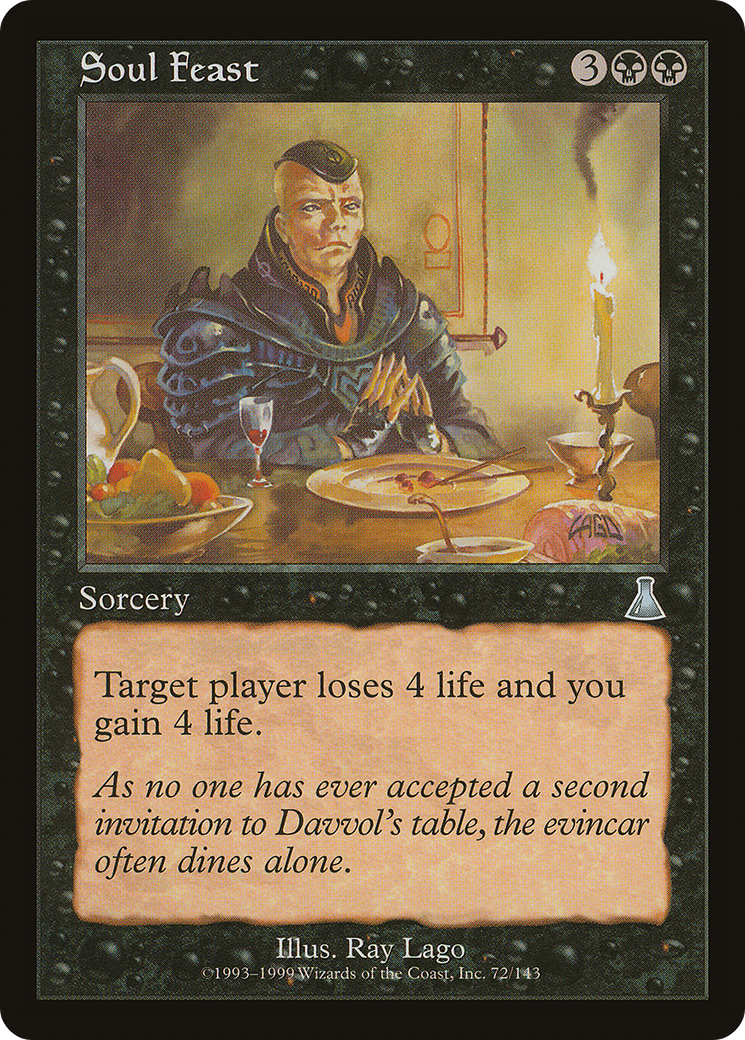 Soul Feast
3
LAGO
Sorcery
Target player loses 4 life and you
gain 4 life.
As no one has ever accepted a second
invitation to Davvol's table, the evincar
often dines alone.
Illus. Ray Lago
©1993–1999 Wizards of the Coast, Inc. 72/143